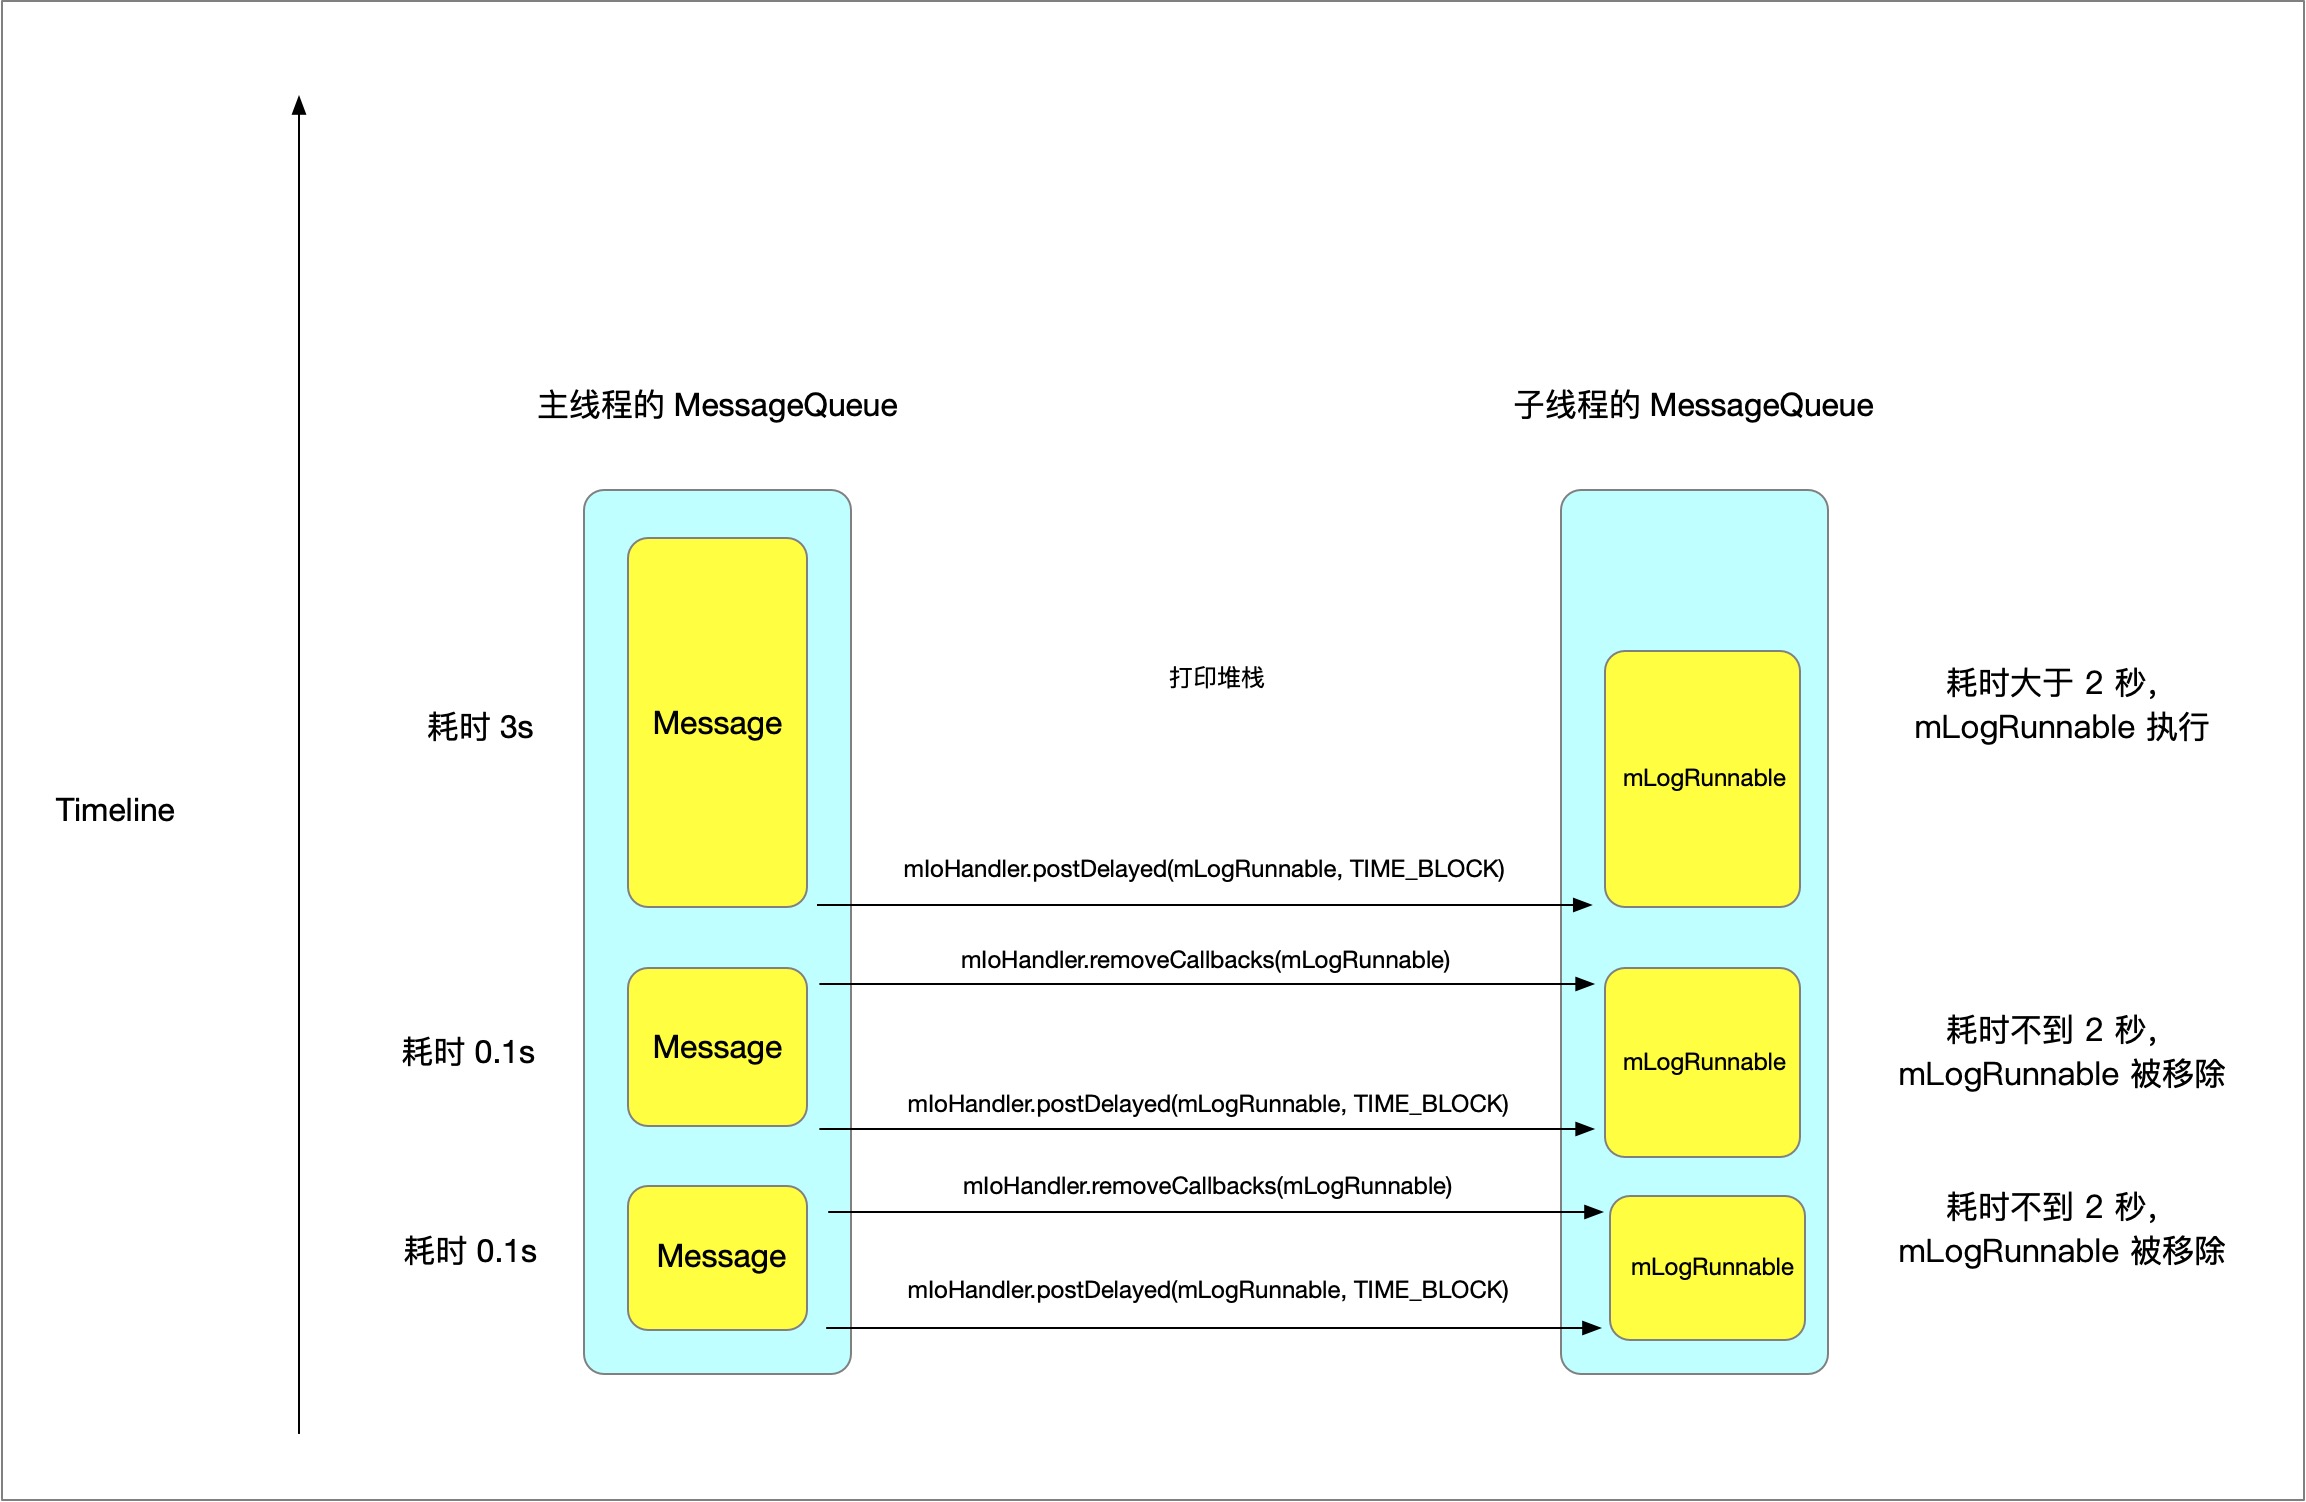 主线程的 MessageQueue
子线程的 MessageQueue
打印堆栈
耗时大于 2 秒，
mLogRunnable 执行
耗时 3s
Message
mLogRunnable
Timeline
mIoHandler.postDelayed(mLogRunnable, TIME_BLOCK)
mIoHandler.removeCallbacks(mLogRunnable)
耗时 0.1s
Message
mLogRunnable
耗时不到 2 秒，
mLogRunnable 被移除
mIoHandler.postDelayed(mLogRunnable, TIME_BLOCK)
mIoHandler.removeCallbacks(mLogRunnable)
耗时 0.1s
Message
mLogRunnable
耗时不到 2 秒，
mLogRunnable 被移除
mIoHandler.postDelayed(mLogRunnable, TIME_BLOCK)